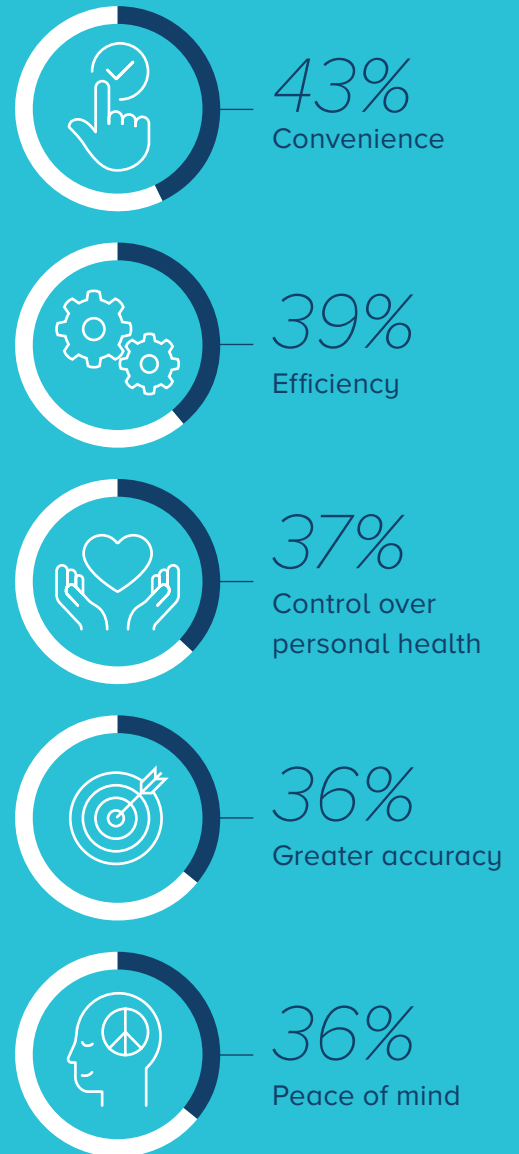 43%
Convenience
39%
Efficiency
37%
Control over
personal health
36%
Greater accuracy
36%
Peace of mind